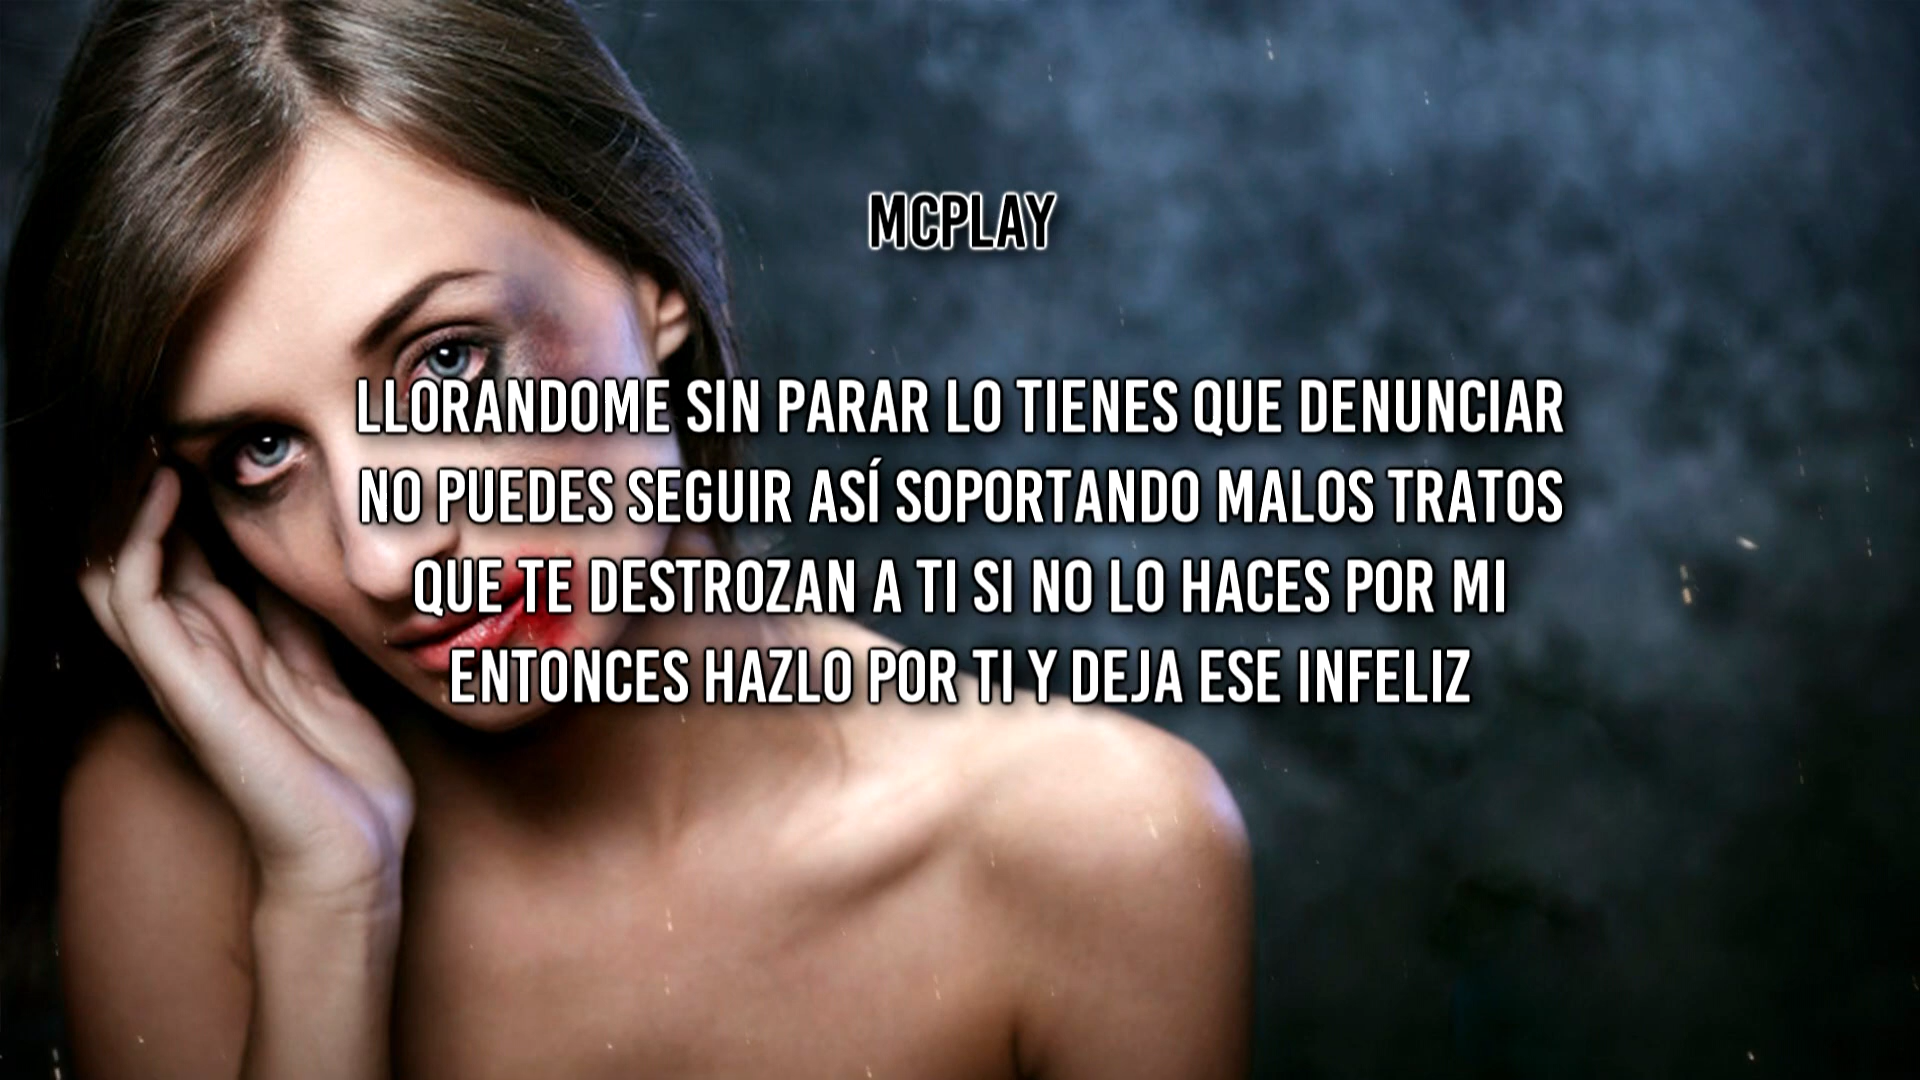 MCPLAY
LLORANDOME SIN PARAR LO TIENES QUE DENUNCIAR
NO PUEDES SEGUIR ASÍ SOPORTANDO MALOS TRATOS
QUE TE DESTROZAN A TI SI NO LO HACES POR MI
ENTONCES HAZLO POR TI Y DEJA ESE INFELIZ